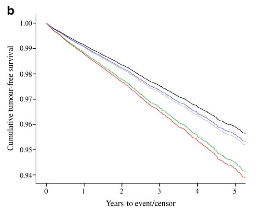 b
1.00
0.99
0.98
0.97
0.96
0.95
0.94
Cumulative tumour-free survival
0 1 2 3 4 5
Years to event/censor